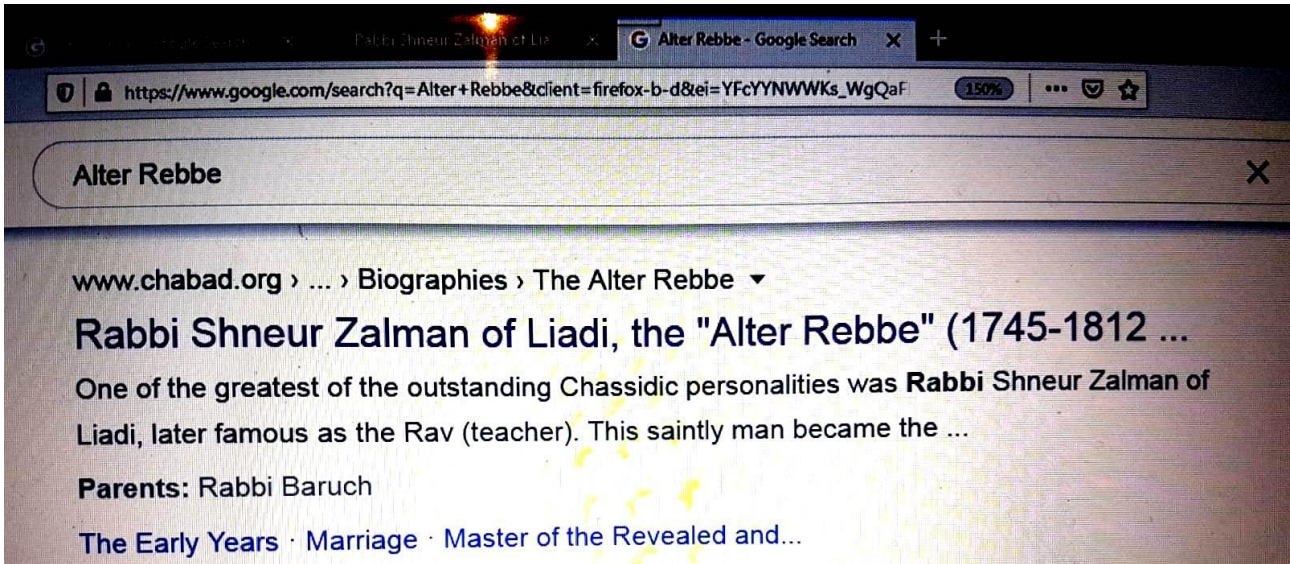 Rabbi Shneur Zalman of Lia
G Alter Rebbe - Google Search × +
https://www.google.com/search?q=Alter+Rebbe&client=firefox-b-d&ei=YFcYYNWWKs_WgQaF 150% ...
Alter Rebbe ×
www.chabad.org › ... › Biographies › The Alter Rebbe ▾
Rabbi Shneur Zalman of Liadi, the "Alter Rebbe" (1745-1812 ...
One of the greatest of the outstanding Chassidic personalities was Rabbi Shneur Zalman of
Liadi, later famous as the Rav (teacher). This saintly man became the ...
Parents: Rabbi Baruch
The Early Years · Marriage · Master of the Revealed and...